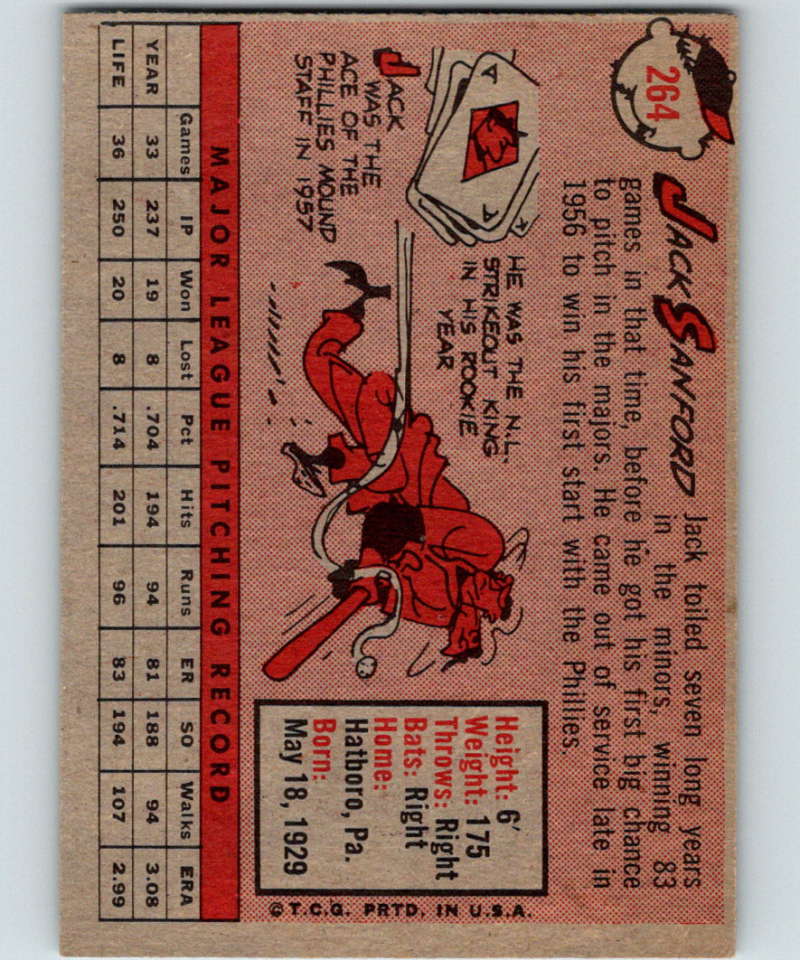 264
JACK SANFORD
Jack toiled seven long years
in the minors, winning 83
games in that time, before he got his first big chance
to pitch in the majors. He came out of service late in
1956 to win his first start with the Phillies.
JACK
WAS THE
ACE OF THE
PHILLIES MOUND
STAFF IN 1957
A
A
HE WAS THE N.L.
STRIKEOUT KING
IN HIS ROOKIE
YEAR
Height: 6'
Weight: 175
Throws: Right
Bats: Right
Home:
Hatboro, Pa.
Born:
May 18, 1929
© T.C.G. PRTD. IN U.S.A.
MAJOR LEAGUE PITCHING RECORD
Games IP Won Lost Pct Hits Runs ER SO Walks ERA
YEAR 33 237 19 8 .704 194 94 81 188 94 3.08
LIFE 36 250 20 8 .714 201 96 83 194 107 2.99